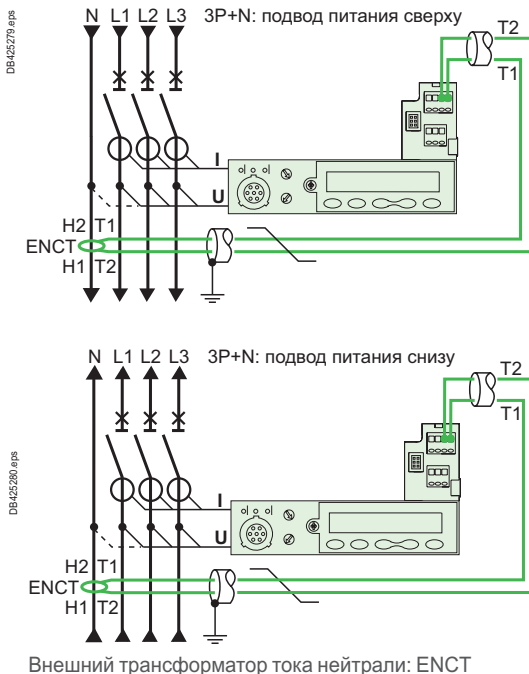 DB425279.eps
N L1 L2 L3 3P+N: подвод питания сверху
T2
T1
I
U
H2 T1
ENCT
H1 T2
N L1 L2 L3 3P+N: подвод питания снизу
T2
T1
DB425280.eps
I
U
H2 T1
ENCT
H1 T2
Внешний трансформатор тока нейтрали: ENCT